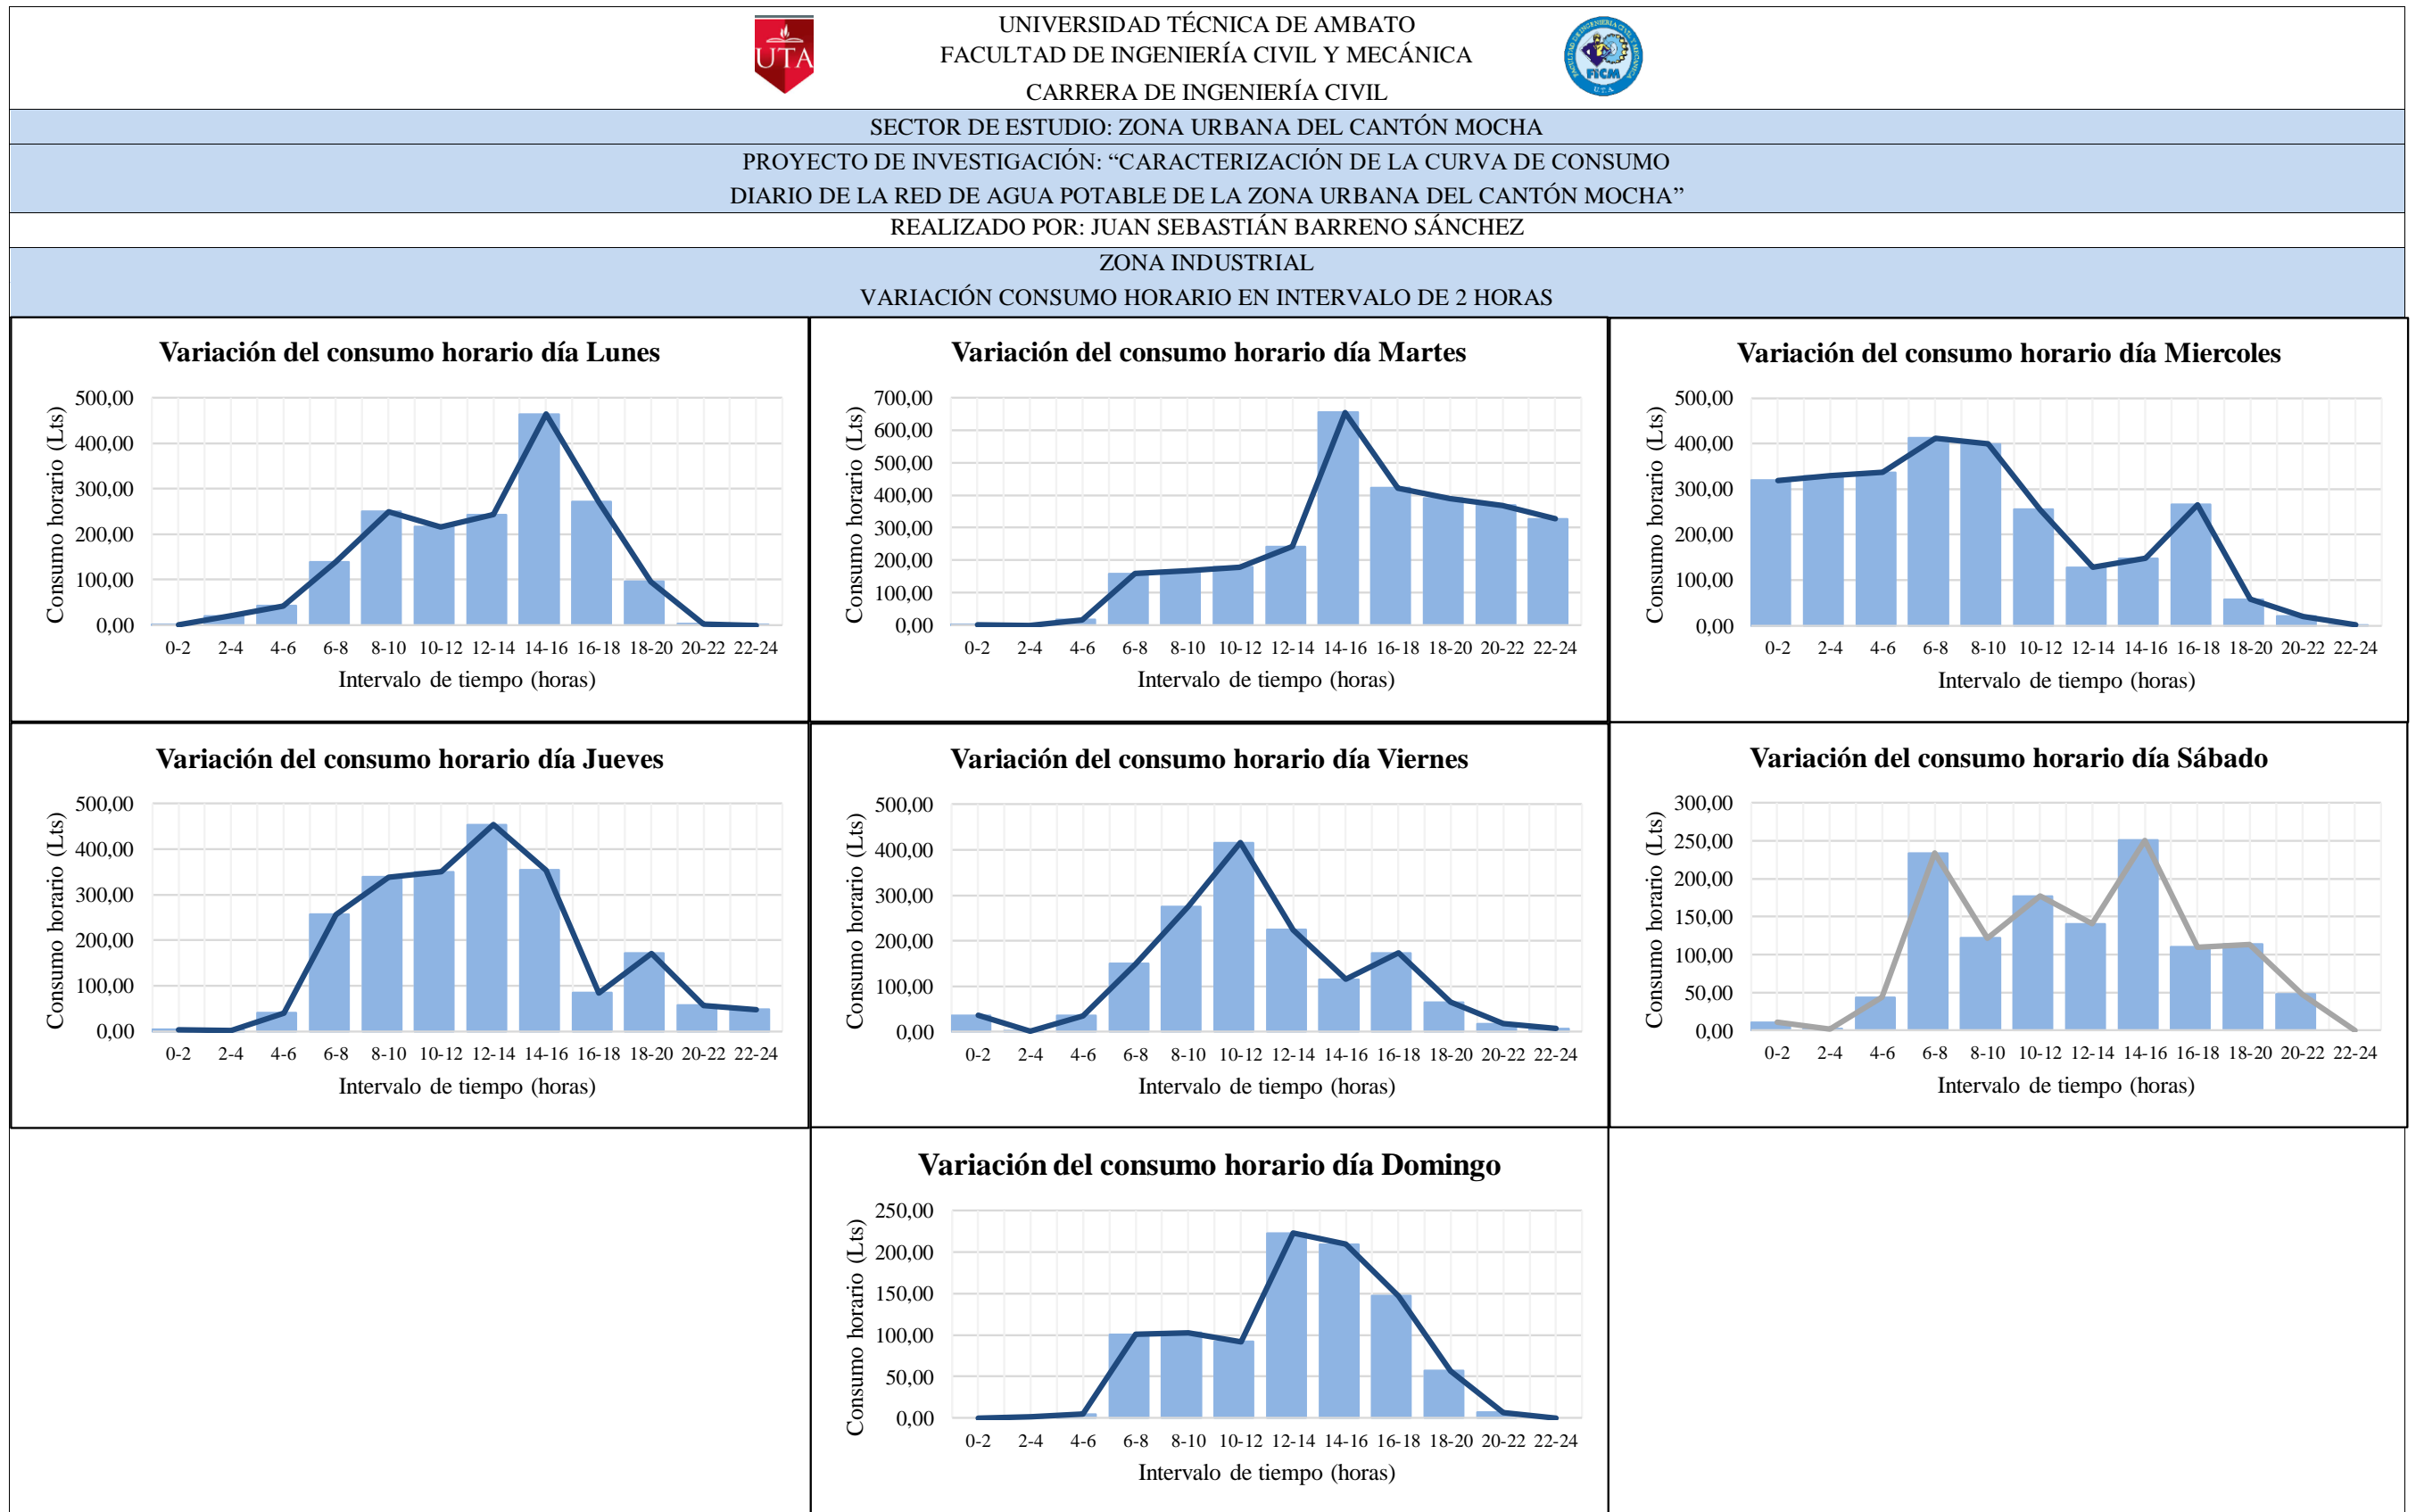 UNIVERSIDAD TÉCNICA DE AMBATO
FACULTAD DE INGENIERÍA CIVIL Y MECÁNICA
CARRERA DE INGENIERÍA CIVIL
UTA
FICM
U.T.A.
SECTOR DE ESTUDIO: ZONA URBANA DEL CANTÓN MOCHA
PROYECTO DE INVESTIGACIÓN: “CARACTERIZACIÓN DE LA CURVA DE CONSUMO
DIARIO DE LA RED DE AGUA POTABLE DE LA ZONA URBANA DEL CANTÓN MOCHA”
REALIZADO POR: JUAN SEBASTIÁN BARRENO SÁNCHEZ
ZONA INDUSTRIAL
VARIACIÓN CONSUMO HORARIO EN INTERVALO DE 2 HORAS
Variación del consumo horario día Lunes
Consumo horario (Lts)
500,00
400,00
300,00
200,00
100,00
0,00
0-2 2-4 4-6 6-8 8-10 10-12 12-14 14-16 16-18 18-20 20-22 22-24
Intervalo de tiempo (horas)
Variación del consumo horario día Martes
Consumo horario (Lts)
700,00
600,00
500,00
400,00
300,00
200,00
100,00
0,00
0-2 2-4 4-6 6-8 8-10 10-12 12-14 14-16 16-18 18-20 20-22 22-24
Intervalo de tiempo (horas)
Variación del consumo horario día Miercoles
Consumo horario (Lts)
500,00
400,00
300,00
200,00
100,00
0,00
0-2 2-4 4-6 6-8 8-10 10-12 12-14 14-16 16-18 18-20 20-22 22-24
Intervalo de tiempo (horas)
Variación del consumo horario día Jueves
Consumo horario (Lts)
500,00
400,00
300,00
200,00
100,00
0,00
0-2 2-4 4-6 6-8 8-10 10-12 12-14 14-16 16-18 18-20 20-22 22-24
Intervalo de tiempo (horas)
Variación del consumo horario día Viernes
Consumo horario (Lts)
500,00
400,00
300,00
200,00
100,00
0,00
0-2 2-4 4-6 6-8 8-10 10-12 12-14 14-16 16-18 18-20 20-22 22-24
Intervalo de tiempo (horas)
Variación del consumo horario día Sábado
Consumo horario (Lts)
300,00
250,00
200,00
150,00
100,00
50,00
0,00
0-2 2-4 4-6 6-8 8-10 10-12 12-14 14-16 16-18 18-20 20-22 22-24
Intervalo de tiempo (horas)
Variación del consumo horario día Domingo
Consumo horario (Lts)
250,00
200,00
150,00
100,00
50,00
0,00
0-2 2-4 4-6 6-8 8-10 10-12 12-14 14-16 16-18 18-20 20-22 22-24
Intervalo de tiempo (horas)